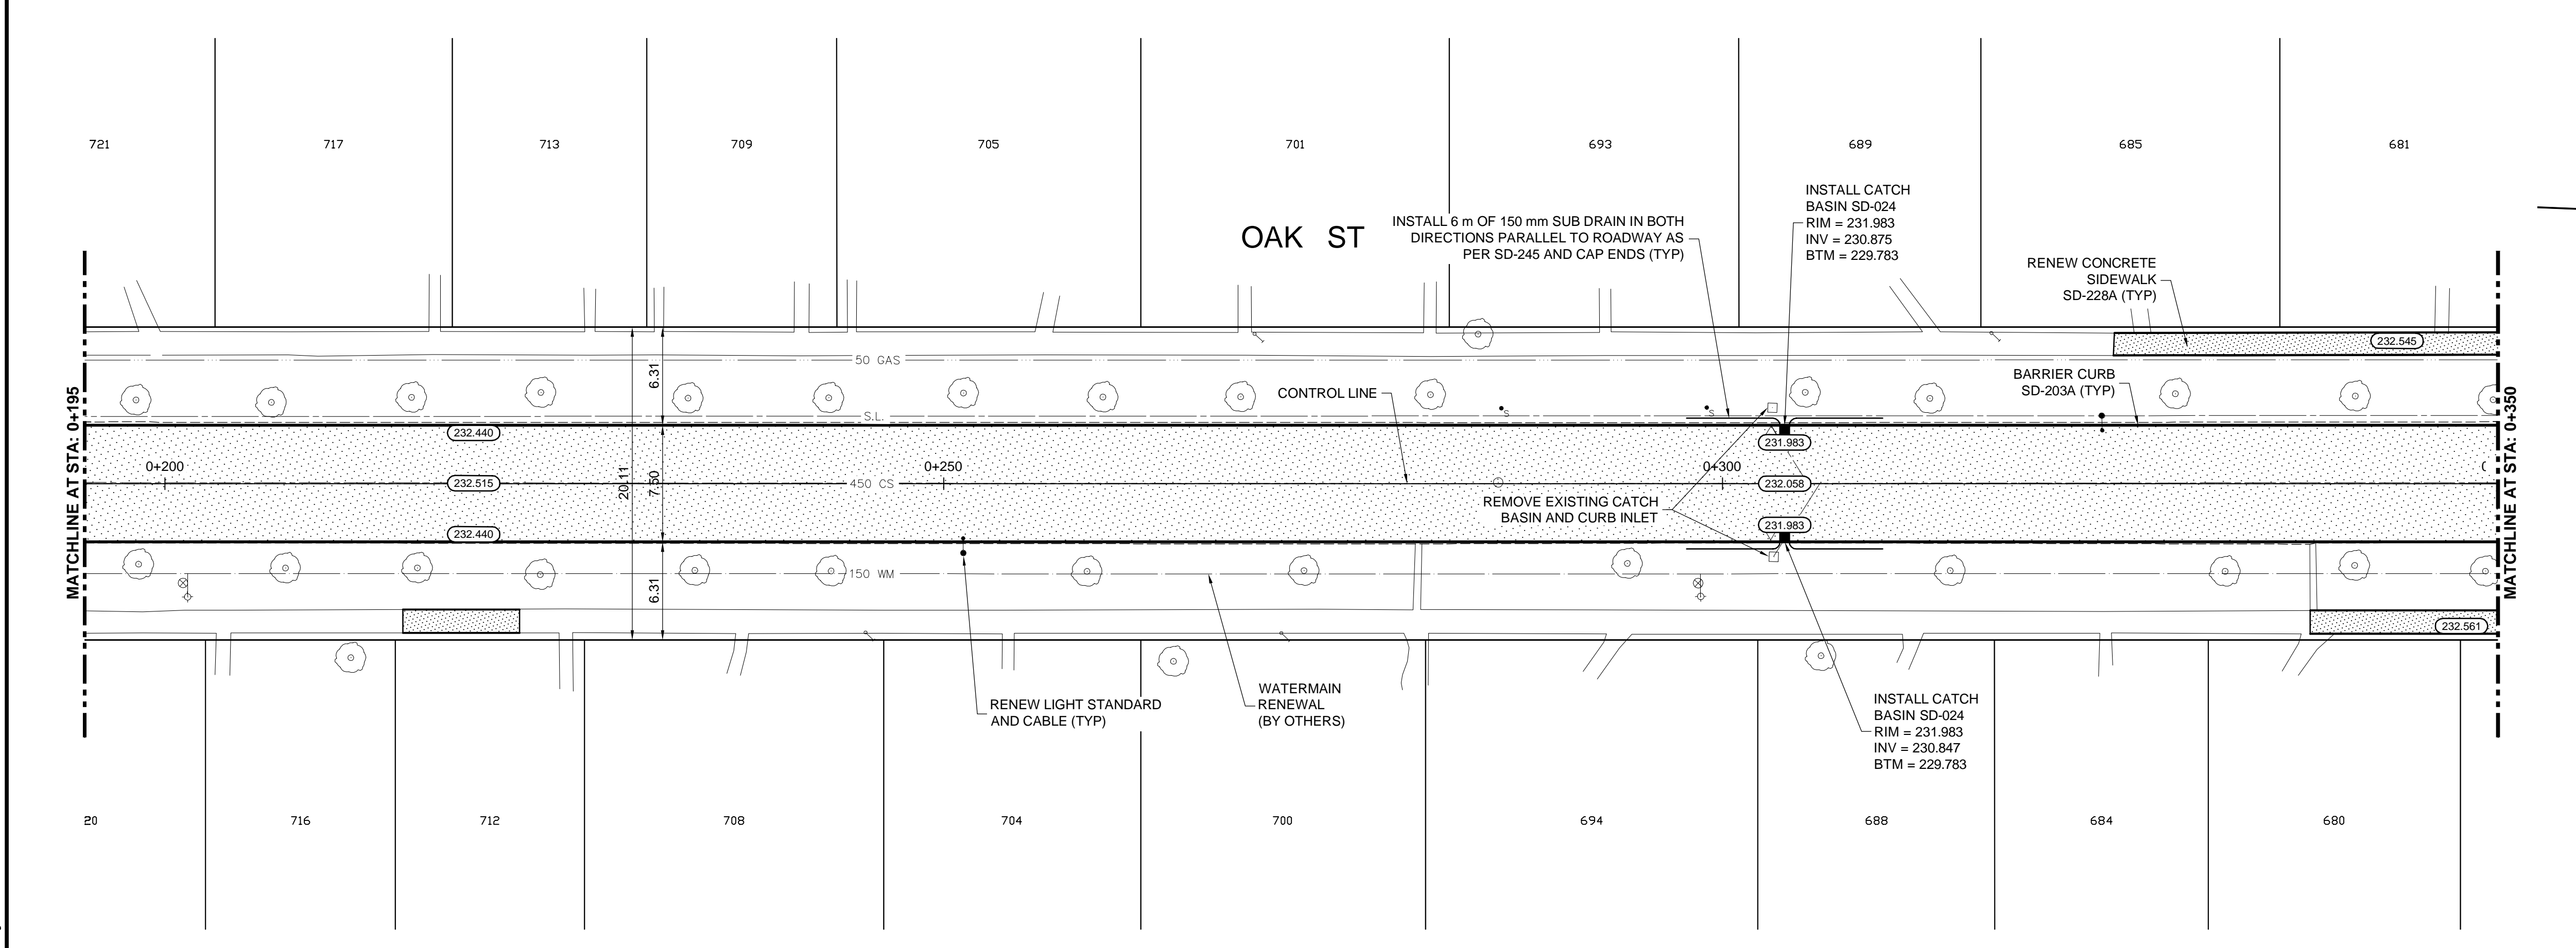 721
717
713
709
705
701
693
689
685
681
OAK ST
INSTALL 6 m OF 150 mm SUB DRAIN IN BOTH
DIRECTIONS PARALLEL TO ROADWAY AS
PER SD-245 AND CAP ENDS (TYP)
INSTALL CATCH
BASIN SD-024
RIM = 231.983
INV = 230.875
BTM = 229.783
RENEW CONCRETE
SIDEWALK
SD-228A (TYP)
232.545
50 GAS
6.31
CONTROL LINE
BARRIER CURB
SD-203A (TYP)
S.L.
S
S
MATCHLINE AT STA: 0+195
MATCHLINE AT STA: 0+350
232.440
231.983
0+200
0+250
0+300
232.515
20.11
7.50
450 CS
232.058
REMOVE EXISTING CATCH
BASIN AND CURB INLET
232.440
231.983
150 WM
6.31
232.561
RENEW LIGHT STANDARD
AND CABLE (TYP)
WATERMAIN
RENEWAL
(BY OTHERS)
INSTALL CATCH
BASIN SD-024
RIM = 231.983
INV = 230.847
BTM = 229.783
20
716
712
708
704
700
694
688
684
680